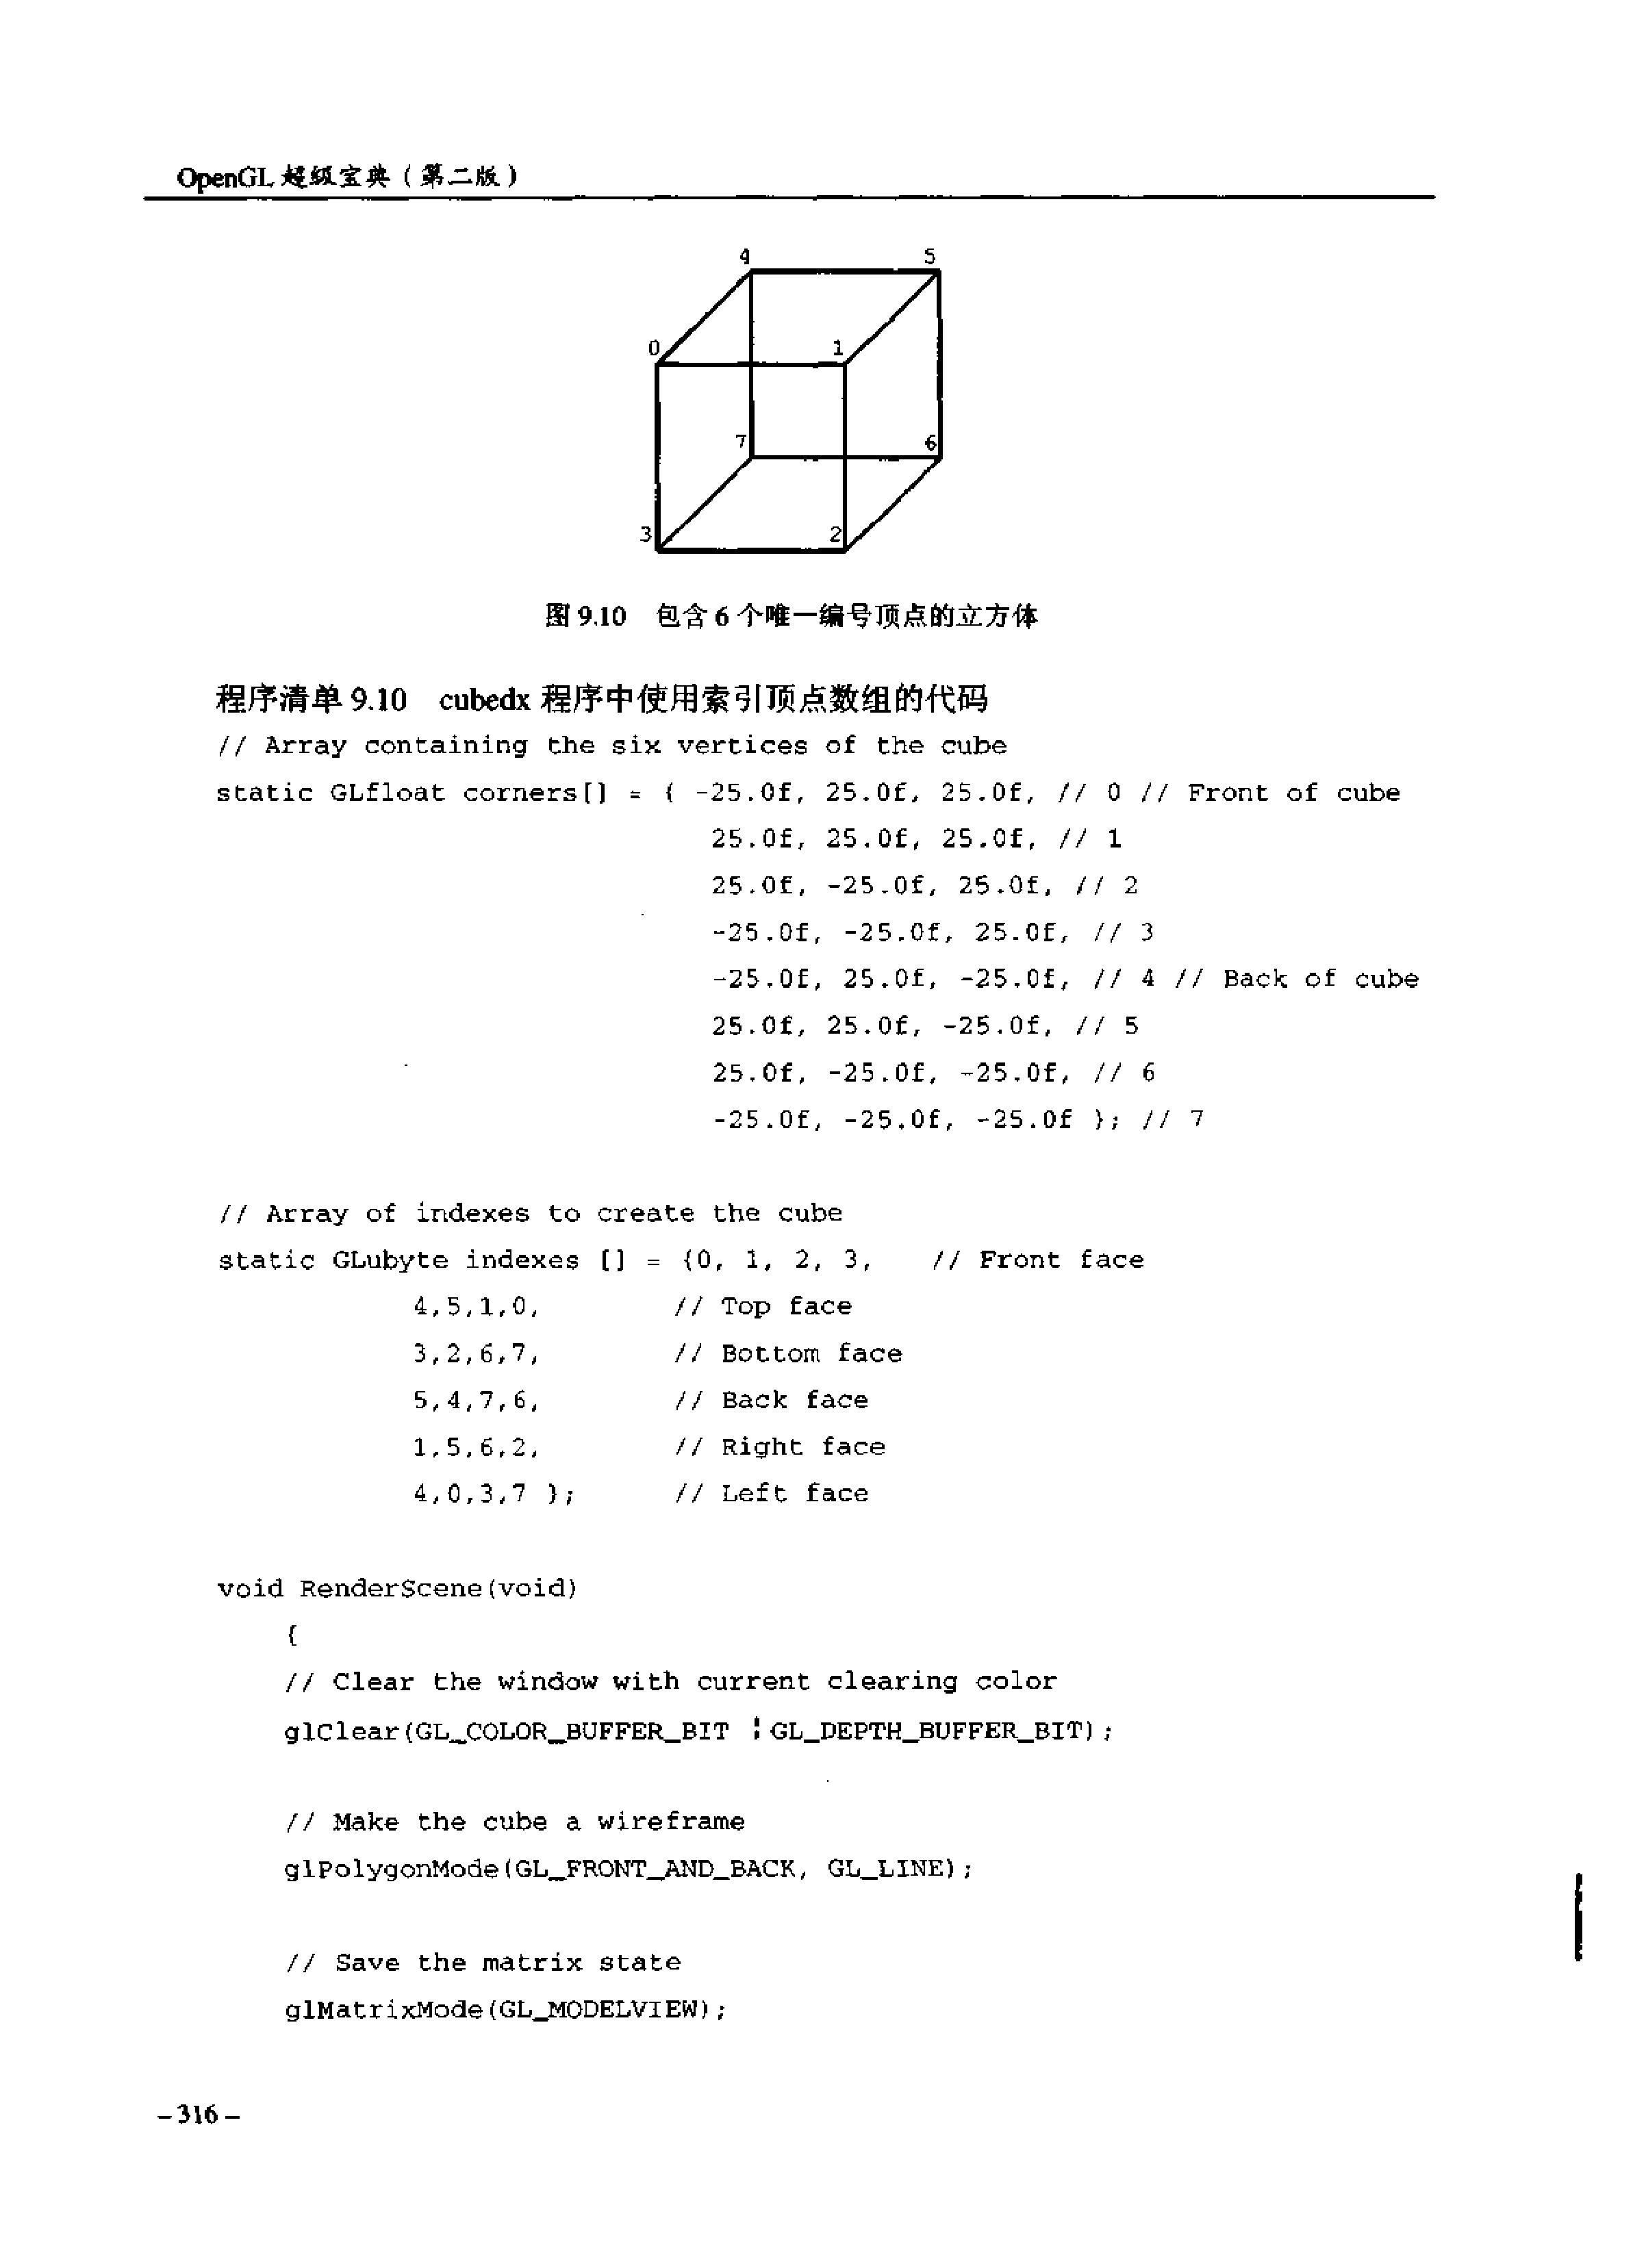 OpenGL 超级宝典 ( 第二版 )
4 5
0 1
7 6
3 2
图 9.10 包含 6 个唯一编号顶点的立方体
程序清单 9.10 cubedx 程序中使用索引顶点数组的代码
// Array containing the six vertices of the cube
static GLfloat corners[] = { -25.0f, 25.0f, 25.0f, // 0 // Front of cube
25.0f, 25.0f, 25.0f, // 1
25.0f, -25.0f, 25.0f, // 2
-25.0f, -25.0f, 25.0f, // 3
-25.0f, 25.0f, -25.0f, // 4 // Back of cube
25.0f, 25.0f, -25.0f, // 5
25.0f, -25.0f, -25.0f, // 6
-25.0f, -25.0f, -25.0f }; // 7
// Array of indexes to create the cube
static GLubyte indexes [] = {0, 1, 2, 3, // Front face
4,5,1,0, // Top face
3,2,6,7, // Bottom face
5,4,7,6, // Back face
1,5,6,2, // Right face
4,0,3,7 }; // Left face
void RenderScene(void)
{
// Clear the window with current clearing color
glClear(GL_COLOR_BUFFER_BIT ¦ GL_DEPTH_BUFFER_BIT);
// Make the cube a wireframe
glPolygonMode(GL_FRONT_AND_BACK, GL_LINE);
// Save the matrix state
glMatrixMode(GL_MODELVIEW);
– 316 –